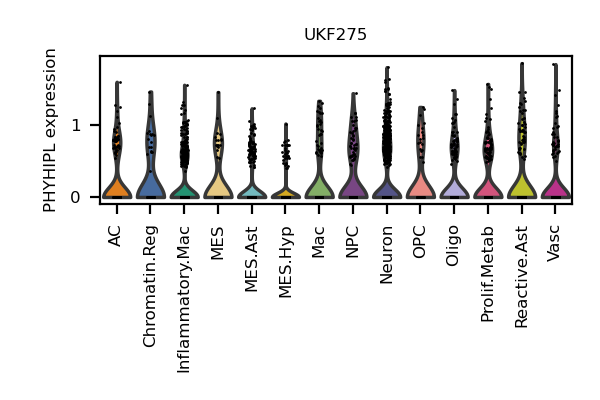 UKF275
PHYHIPL expression
1
0
AC
Chromatin.Reg
Inflammatory.Mac
MES
MES.Ast
MES.Hyp
Mac
NPC
Neuron
OPC
Oligo
Prolif.Metab
Reactive.Ast
Vasc